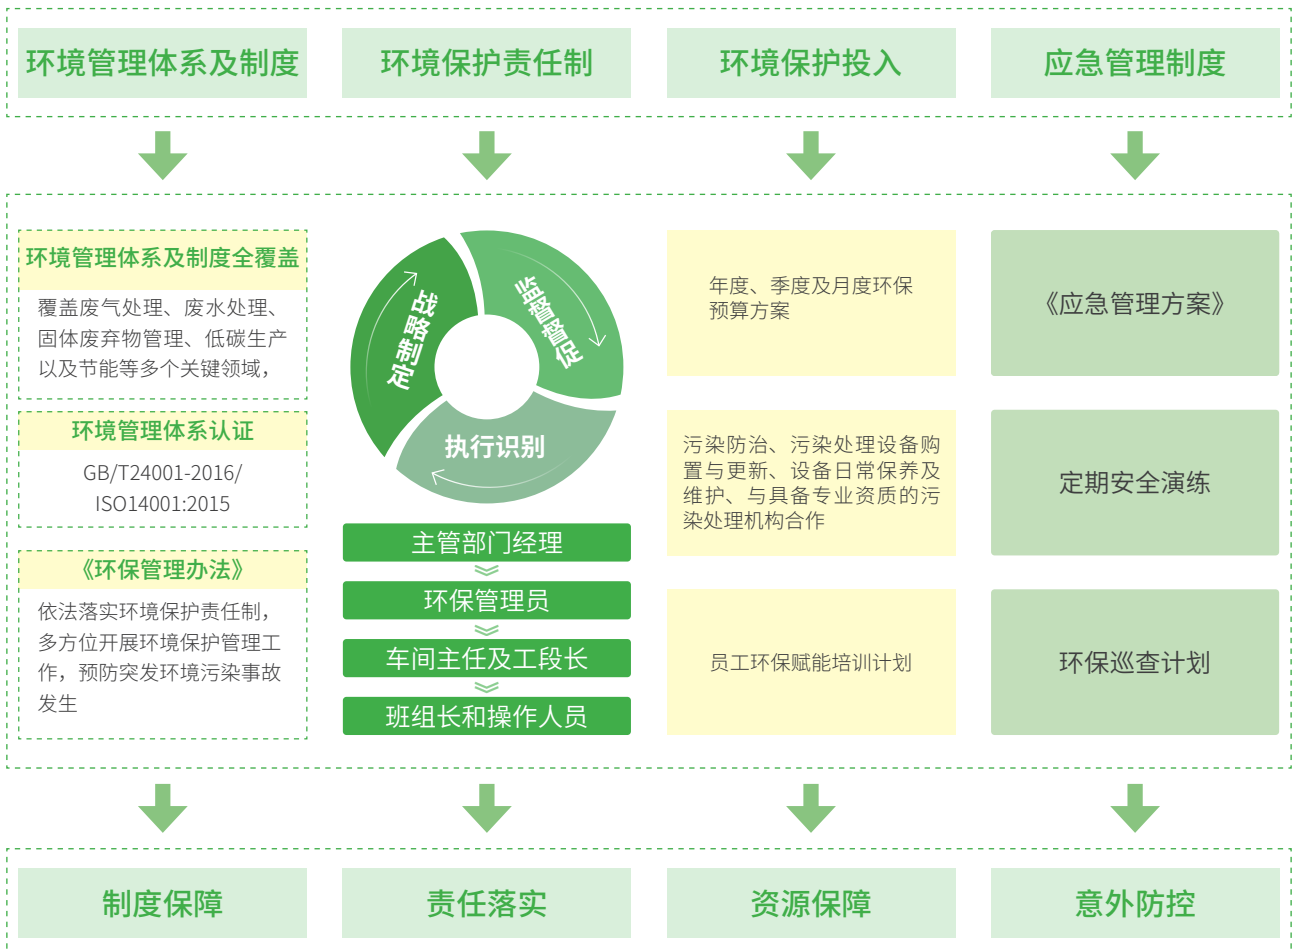 环境管理体系及制度
环境保护责任制
环境保护投入
应急管理制度
环境管理体系及制度全覆盖
覆盖废气处理、废水处理、
固体废弃物管理、低碳生产
以及节能等多个关键领域，
环境管理体系认证
GB/T24001-2016/
ISO14001:2015
《环保管理办法》
依法落实环境保护责任制，
多方位开展环境保护管理工
作，预防突发环境污染事故
发生
战略制定
监督督促
执行识别
主管部门经理
环保管理员
车间主任及工段长
班组长和操作人员
年度、季度及月度环保
预算方案
污染防治、污染处理设备购
置与更新、设备日常保养及
维护、与具备专业资质的污
染处理机构合作
员工环保赋能培训计划
《应急管理方案》
定期安全演练
环保巡查计划
制度保障
责任落实
资源保障
意外防控